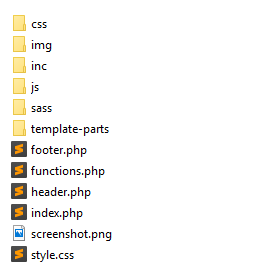 css
img
inc
js
sass
template-parts
footer.php
functions.php
header.php
index.php
screenshot.png
style.css